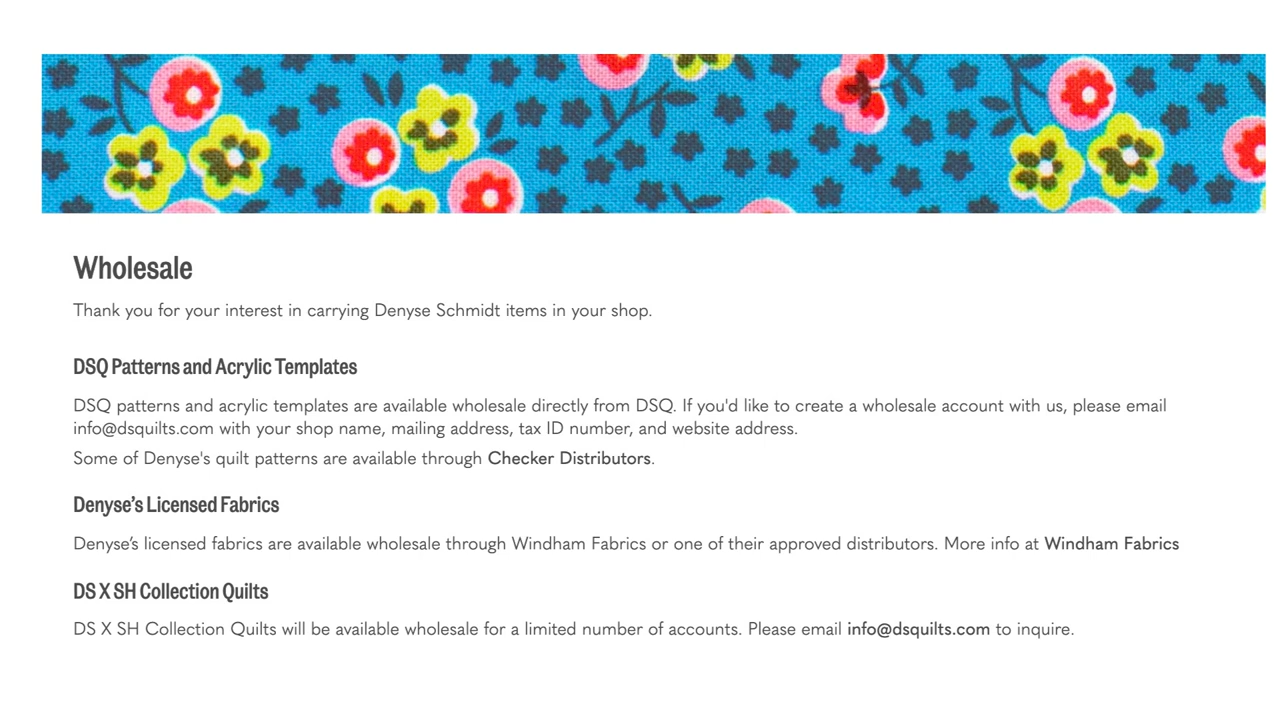 Wholesale
Thank you for your interest in carrying Denyse Schmidt items in your shop.
DSQ Patterns and Acrylic Templates
DSQ patterns and acrylic templates are available wholesale directly from DSQ. If you'd like to create a wholesale account with us, please email
info@dsquilts.com with your shop name, mailing address, tax ID number, and website address.
Some of Denyse's quilt patterns are available through Checker Distributors.
Denyse’s Licensed Fabrics
Denyse’s licensed fabrics are available wholesale through Windham Fabrics or one of their approved distributors. More info at Windham Fabrics
DS X SH Collection Quilts
DS X SH Collection Quilts will be available wholesale for a limited number of accounts. Please email info@dsquilts.com to inquire.